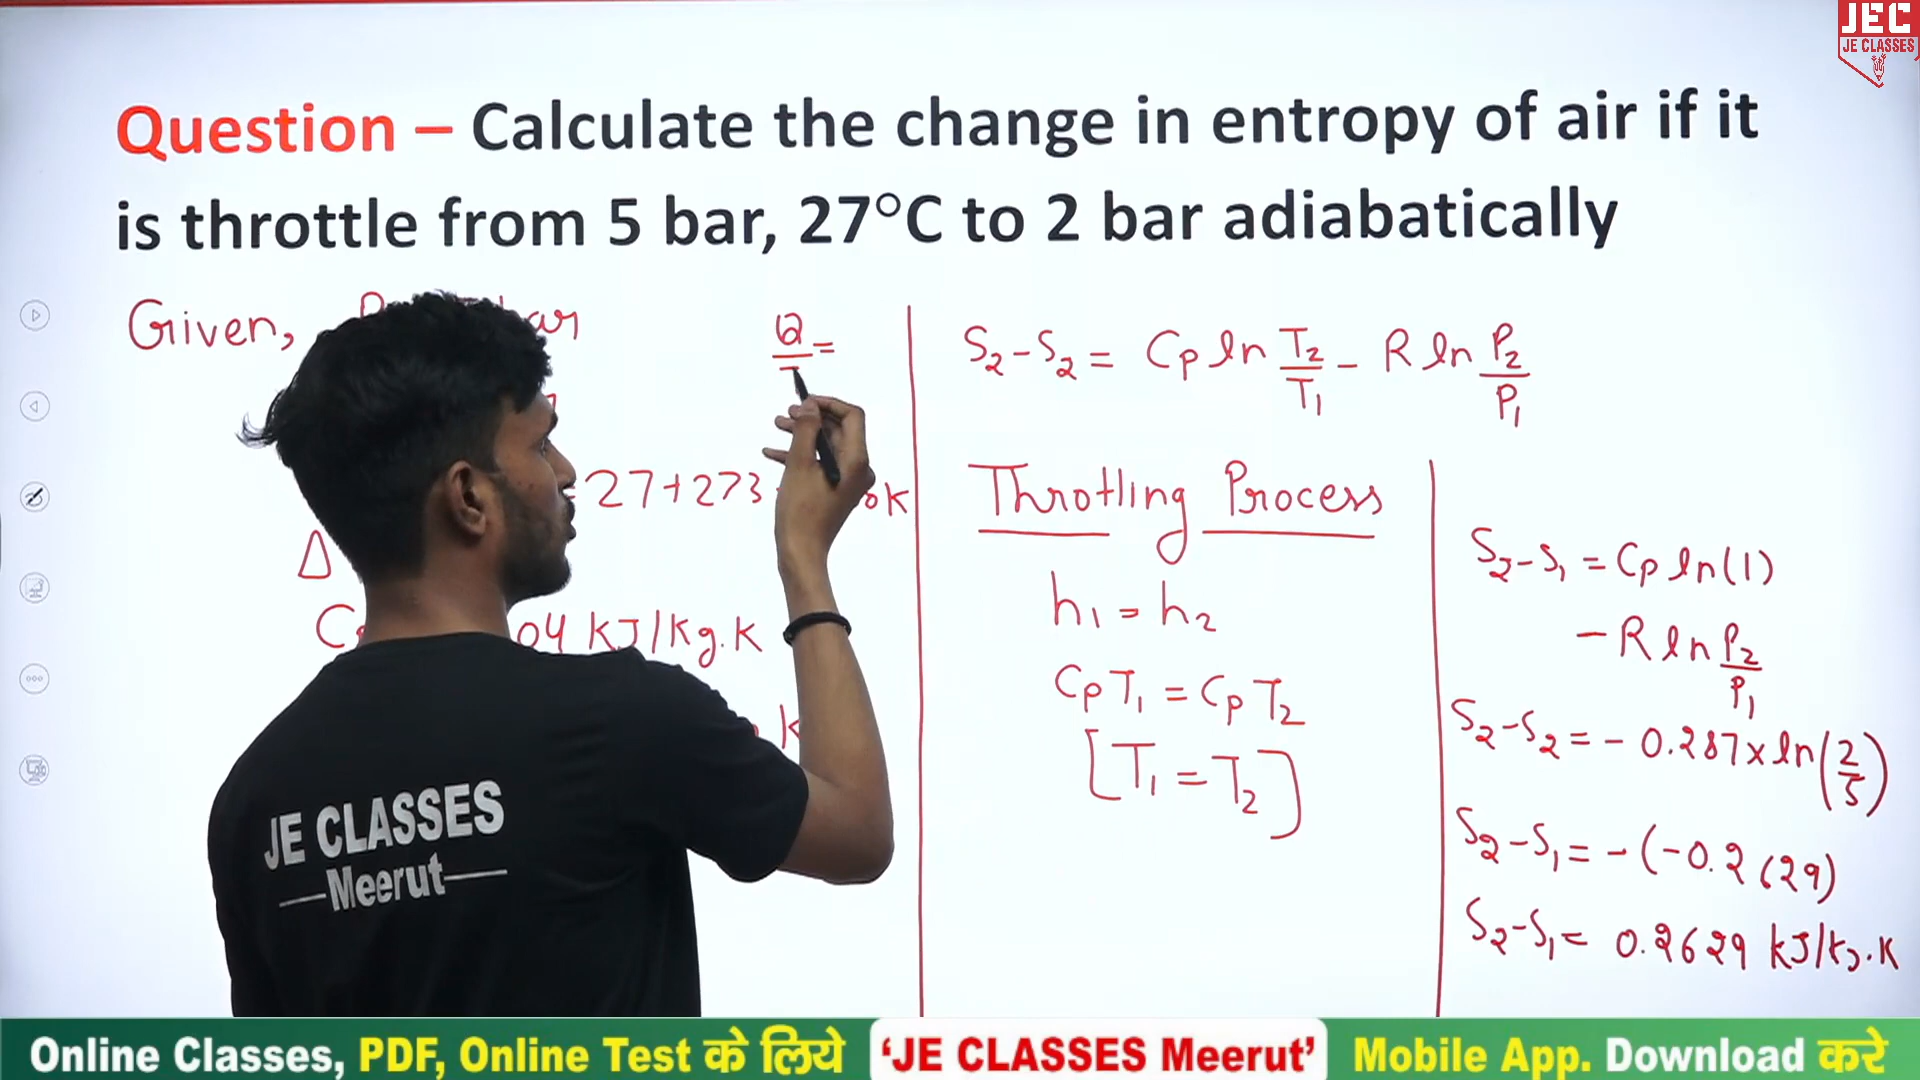 JEC
JE CLASSES
Question – Calculate the change in entropy of air if it
is throttle from 5 bar, 27°C to 2 bar adiabatically
Given,
Q/ =
27+273
K
Δ
04 KJ/Kg.K
S₂-S₂ = Cp ln T₂/T₁ - R ln P₂/P₁
Throtling Process
h₁ = h₂
CpT₁ = CpT₂
[T₁ = T₂]
S₂-S₁ = Cp ln(1)
- R ln P₂/P₁
S₂-S₂ = - 0.287 x ln(2/5)
S₂-S₁ = - (-0.2629)
S₂-S₁ = 0.2629 kJ/kg.K
JE CLASSES
—Meerut—
Online Classes, PDF, Online Test के लिये 'JE CLASSES Meerut' Mobile App. Download करे